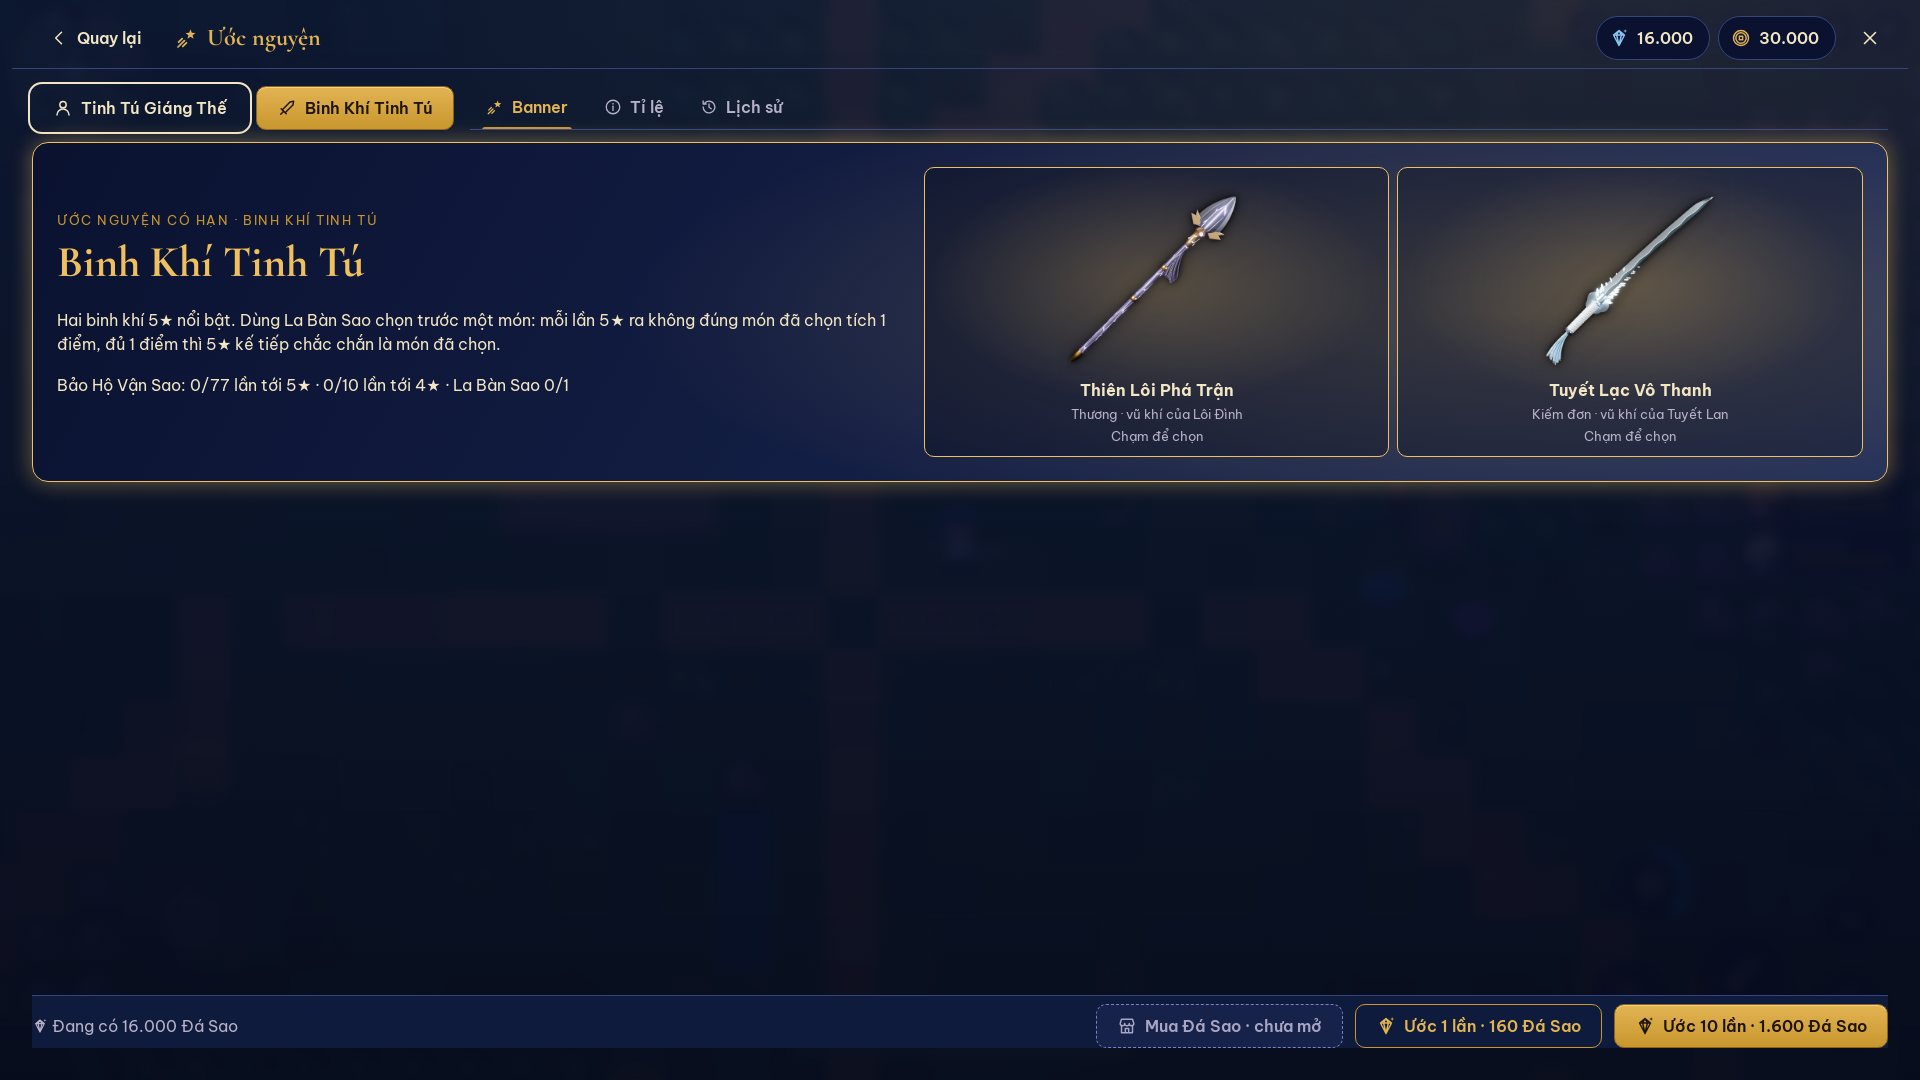 Quay lại
Ước nguyện
16.000
30.000
Tinh Tú Giáng Thế
Binh Khí Tinh Tú
Banner
Tỉ lệ
Lịch sử
ƯỚC NGUYỆN CÓ HẠN · BINH KHÍ TINH TÚ
Binh Khí Tinh Tú
Hai binh khí 5★ nổi bật. Dùng La Bàn Sao chọn trước một món: mỗi lần 5★ ra không đúng món đã chọn tích 1
điểm, đủ 1 điểm thì 5★ kế tiếp chắc chắn là món đã chọn.
Bảo Hộ Vận Sao: 0/77 lần tới 5★ · 0/10 lần tới 4★ · La Bàn Sao 0/1
Thiên Lôi Phá Trận
Thương · vũ khí của Lôi Đình
Chạm để chọn
Tuyết Lạc Vô Thanh
Kiếm đơn · vũ khí của Tuyết Lan
Chạm để chọn
Đang có 16.000 Đá Sao
Mua Đá Sao · chưa mở
Ước 1 lần · 160 Đá Sao
Ước 10 lần · 1.600 Đá Sao